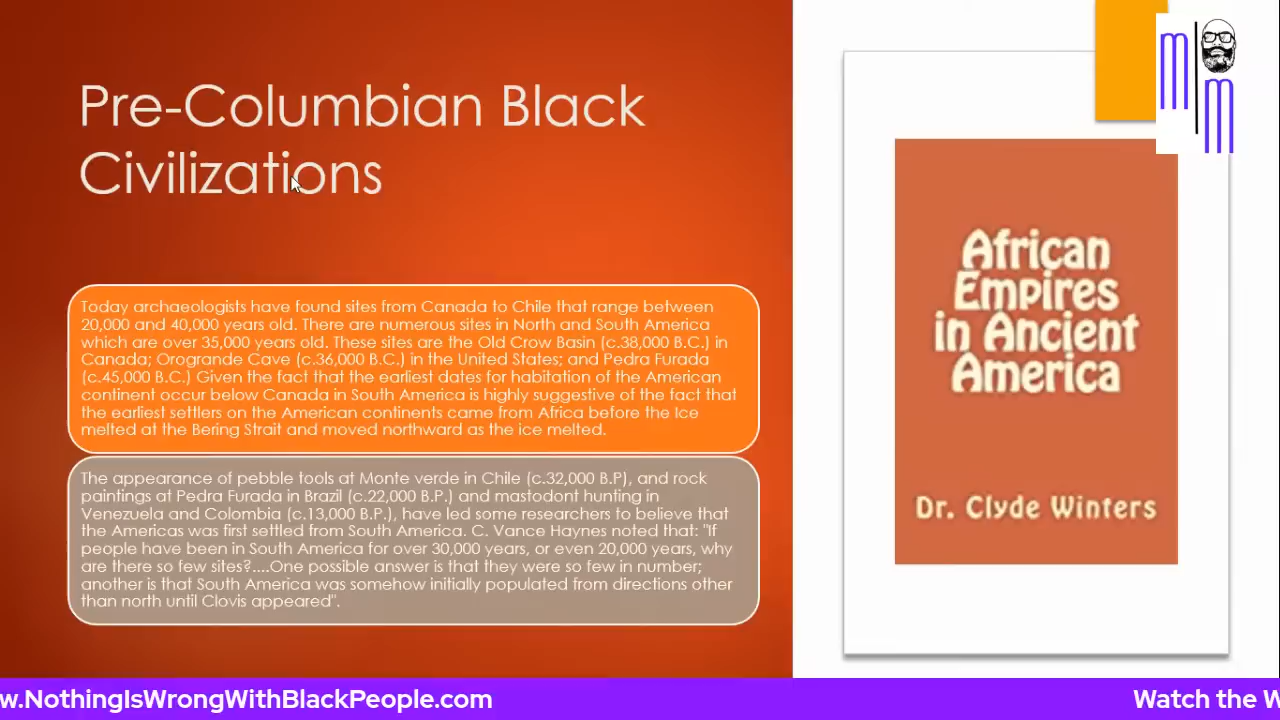 Pre-Columbian Black
Civilizations
Today archaeologists have found sites from Canada to Chile that range between
20,000 and 40,000 years old. There are numerous sites in North and South America
which are over 35,000 years old. These sites are the Old Crow Basin (c.38,000 B.C.) in
Canada; Orogrande Cave (c.36,000 B.C.) in the United States; and Pedra Furada
(c.45,000 B.C.) Given the fact that the earliest dates for habitation of the American
continent occur below Canada in South America is highly suggestive of the fact that
the earliest settlers on the American continents came from Africa before the Ice
melted at the Bering Strait and moved northward as the ice melted.
The appearance of pebble tools at Monte verde in Chile (c.32,000 B.P), and rock
paintings at Pedra Furada in Brazil (c.22,000 B.P.) and mastodont hunting in
Venezuela and Colombia (c.13,000 B.P.), have led some researchers to believe that
the Americas was first settled from South America. C. Vance Haynes noted that: "If
people have been in South America for over 30,000 years, or even 20,000 years, why
are there so few sites?....One possible answer is that they were so few in number;
another is that South America was somehow initially populated from directions other
than north until Clovis appeared".
m
m
African
Empires
in Ancient
America
Dr. Clyde Winters
w.NothingIsWrongWithBlackPeople.com
Watch the W